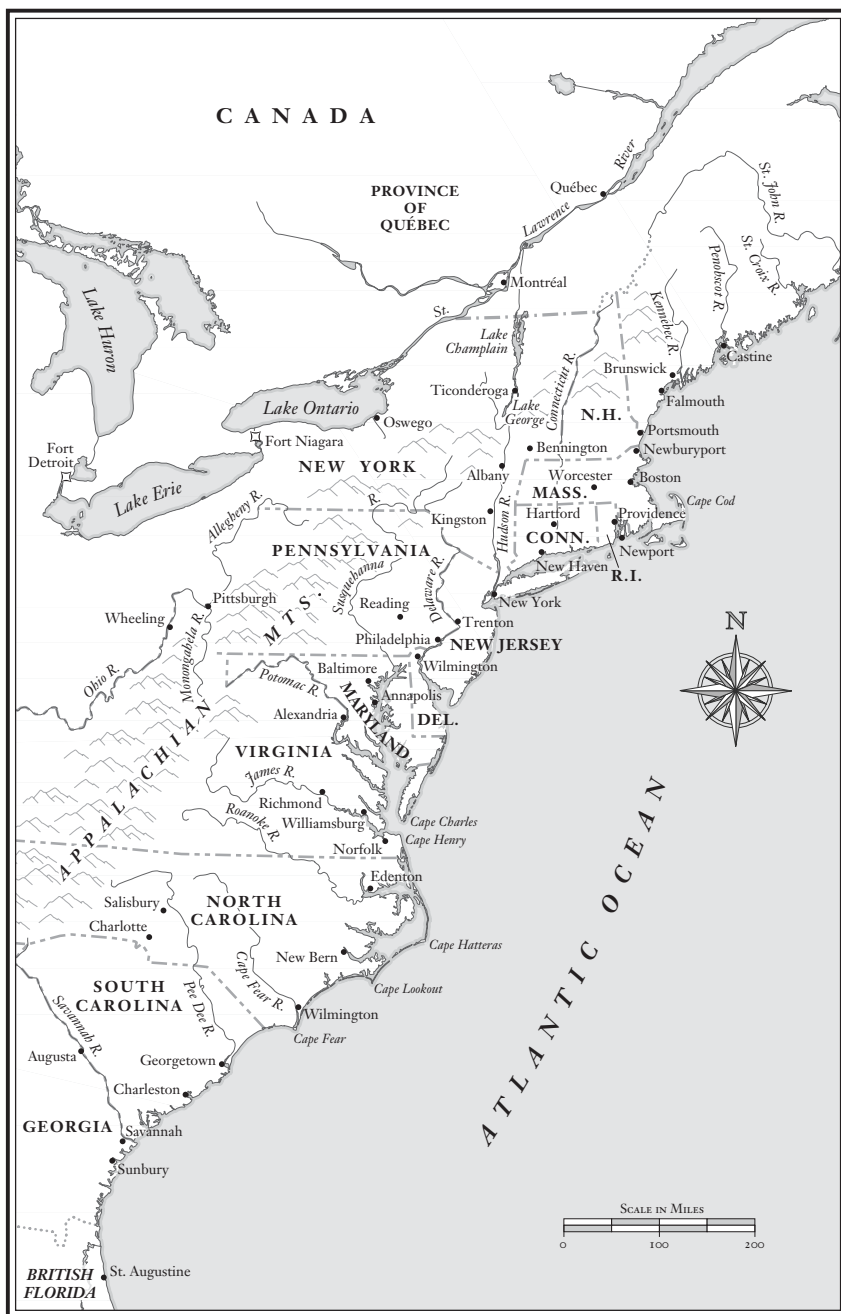 CANADA
PROVINCE
OF
QUÉBEC
Québec
St. Lawrence River
St. John R.
St. Croix R.
Penobscot R.
Kennebec R.
Montréal
Lake Huron
Lake
Champlain
Connecticut R.
Castine
Brunswick
Ticonderoga
Falmouth
Lake Ontario
Lake
George
N.H.
Oswego
Portsmouth
Fort Niagara
Bennington
Newburyport
Fort
Detroit
NEW YORK
Albany
Worcester
Boston
Lake Erie
MASS.
Cape Cod
Allegheny R.
Kingston
Hudson R.
Hartford
Providence
PENNSYLVANIA
CONN.
Newport
Susquehanna R.
Delaware R.
New Haven
R.I.
New York
Pittsburgh
Reading
Wheeling
Trenton
Philadelphia
NEW JERSEY
N
Monongahela R.
Wilmington
Ohio R.
Baltimore
Potomac R.
Annapolis
MARYLAND
DEL.
Alexandria
APPALACHIAN MTS.
VIRGINIA
James R.
Richmond
Roanoke R.
Williamsburg
Cape Charles
Cape Henry
Norfolk
ATLANTIC OCEAN
Edenton
Salisbury
NORTH
CAROLINA
Charlotte
Cape Hatteras
New Bern
Cape Fear R.
Cape Lookout
SOUTH
CAROLINA
Pee Dee R.
Wilmington
Savannah R.
Cape Fear
Augusta
Georgetown
Charleston
GEORGIA
Savannah
Sunbury
SCALE IN MILES
0 100 200
BRITISH
FLORIDA
St. Augustine